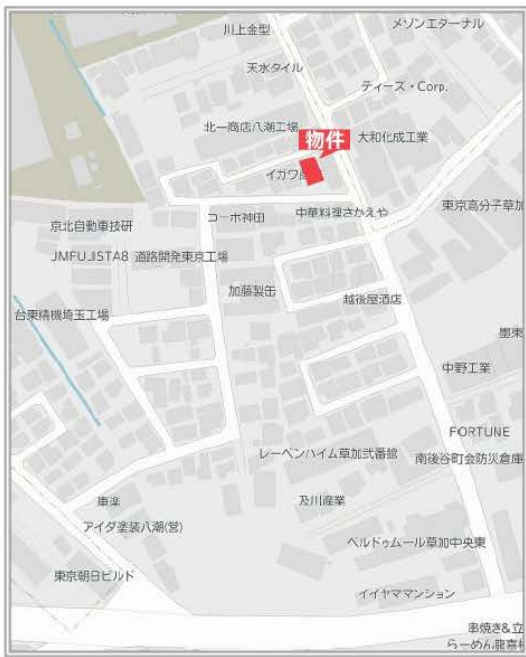 川上金型
メゾンエターナル
天水タイル
ティーズ・Corp.
北一商店八潮工場
物件
大和化成工業
イガワ
コーホ神田
中華料理さかえや
東京高分子草加
京北自動車技研
JMFUJISTA8
道路開発東京工場
加藤製缶
越後屋酒店
台東精機埼玉工場
墨東
中野工業
FORTUNE
レーベンハイム草加弐番館
南後谷町会防災倉庫
車楽
及川産業
アイダ塗装八潮(営)
ベルドゥムール草加中央東
東京朝日ビルド
イイヤママンション
串焼き&立
らーめん龍喜